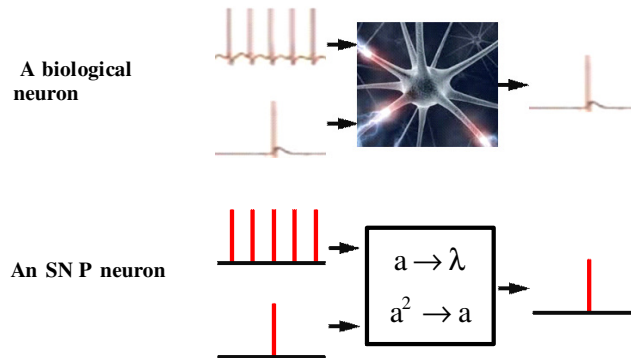 A biological
neuron
An SN P neuron
a → λ
a² → a